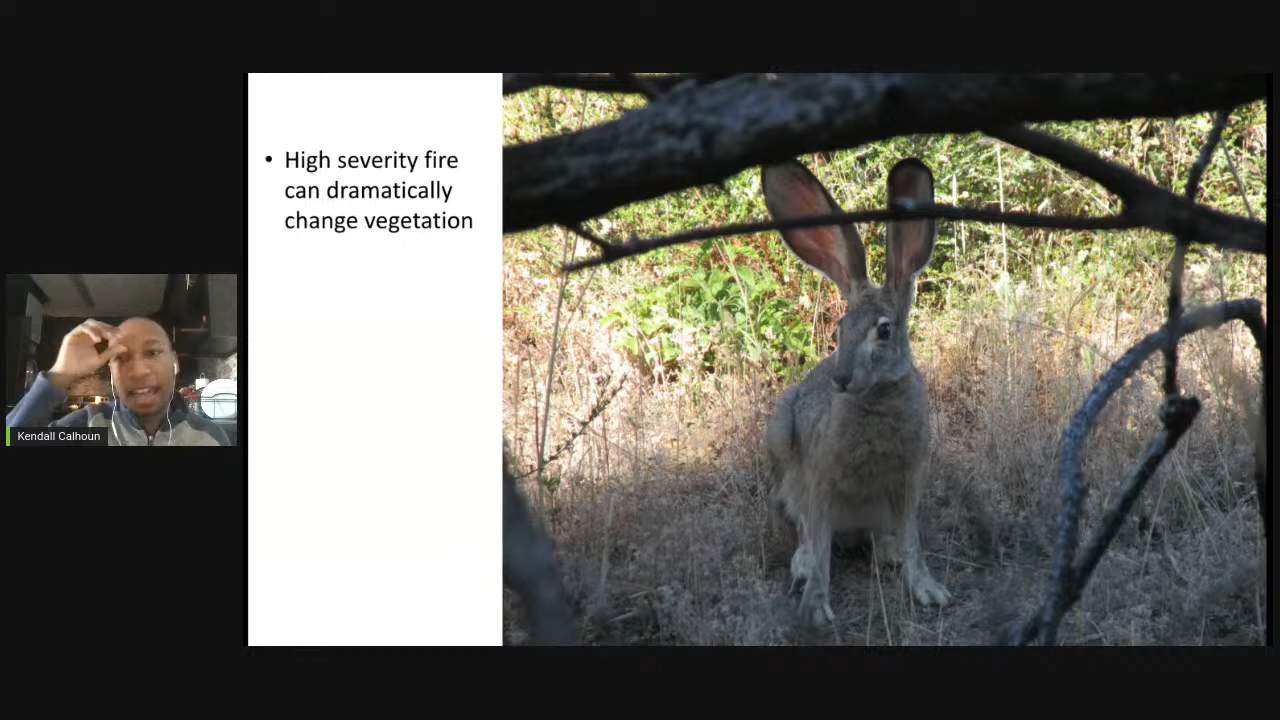 • High severity fire
can dramatically
change vegetation
Kendall Calhoun